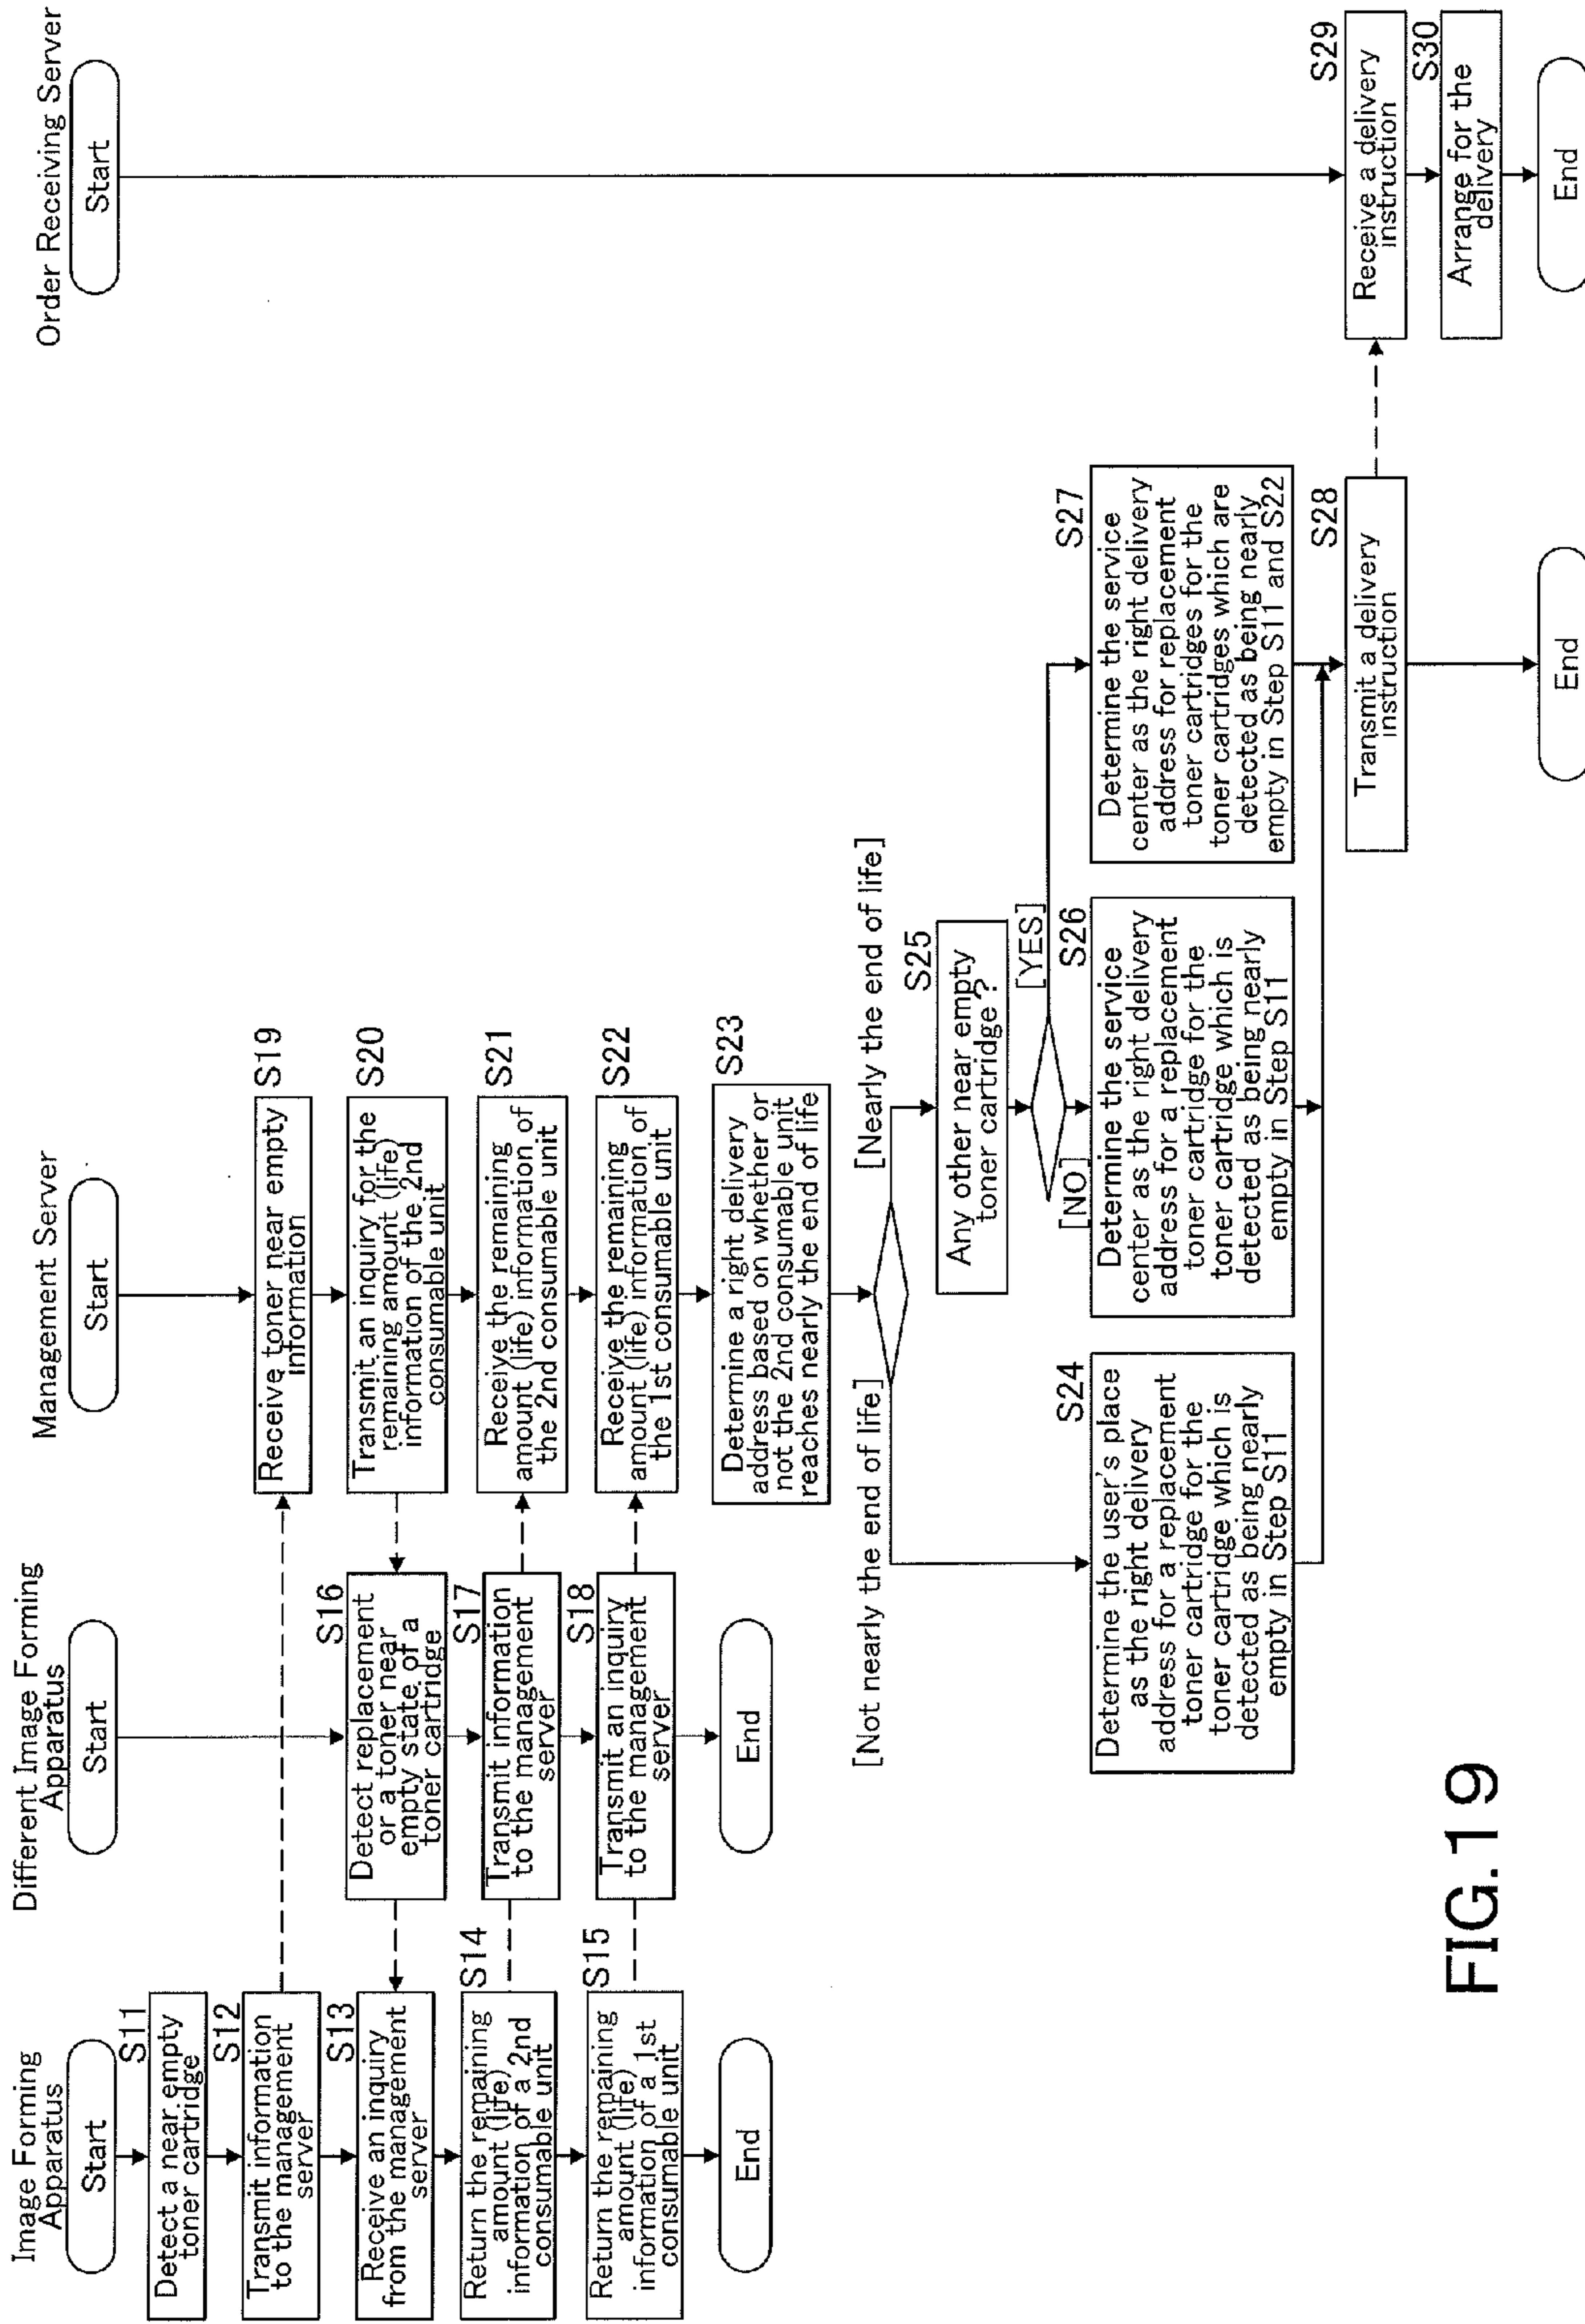 Image Forming
Apparatus
Start
S11
Detect a near empty
toner cartridge
S12
Transmit information
to the management
server
S13
Receive an inquiry
from the management
server
S14
Return the remaining
amount (life)
information of a 2nd
consumable unit
S15
Return the remaining
amount (life)
information of a 1st
consumable unit
End
Different Image Forming
Apparatus
Start
S16
Detect replacement
or a toner near
empty state of a
toner cartridge
S17
Transmit information
to the management
server
S18
Transmit an inquiry
to the management
server
End
Management Server
Start
S19
Receive toner near empty
information
S20
Transmit an inquiry for the
remaining amount (life)
information of the 2nd
consumable unit
S21
Receive the remaining
amount (life) information of
the 2nd consumable unit
S22
Receive the remaining
amount (life) information of
the 1st consumable unit
S23
Determine a right delivery
address based on whether or
not the 2nd consumable unit
reaches nearly the end of life
[Not nearly the end of life]
[Nearly the end of life]
S24
Determine the user's place
as the right delivery
address for a replacement
toner cartridge for the
toner cartridge which is
detected as being nearly
empty in Step S11
S25
Any other near empty
toner cartridge ?
[NO]
[YES]
S26
Determine the service
center as the right delivery
address for a replacement
toner cartridge for the
toner cartridge which is
detected as being nearly
empty in Step S11
S27
Determine the service
center as the right delivery
address for replacement
toner cartridges for the
toner cartridges which are
detected as being nearly
empty in Step S11 and S22
S28
Transmit a delivery
instruction
End
Order Receiving Server
Start
S29
Receive a delivery
instruction
S30
Arrange for the
delivery
End
FIG.19